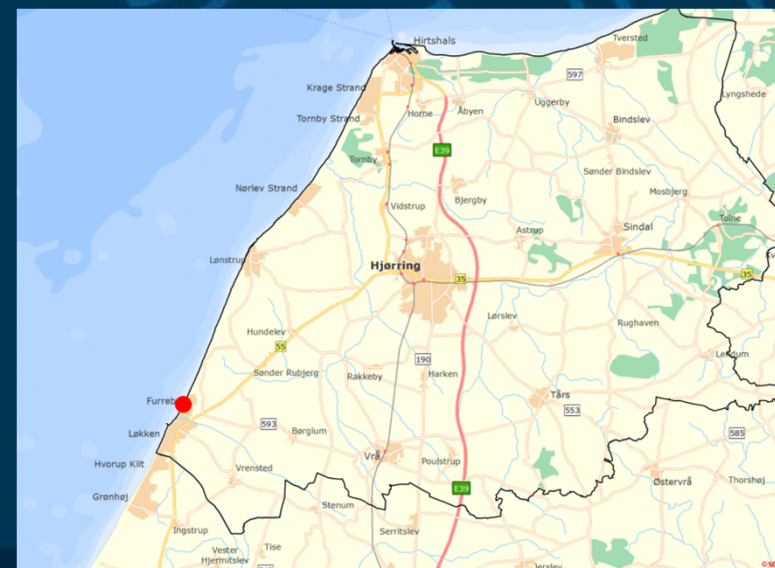 Hirtshals
Tversted
597
Krage Strand
Lyngshede
Uggerby
Horne
Åbyen
Tornby Strand
Bindslev
E39
Tornby
Sønder Bindslev
Nørlev Strand
Mosbjerg
Bjergby
Vidstrup
Tolne
Astrup
Sindal
Lønstrup
Hjørring
35
35
Lørslev
Rughaven
Hundelev
55
Lendum
190
Sønder Rubjerg
Rakkeby
Harken
Tårs
553
593
Løkken
Børglum
585
Vrå
Poulstrup
Hvorup Klit
Vrensted
Østervrå
Thorshøj
E39
Grønhøj
Stenum
Ingstrup
Serritslev
Tise
Vester
Hjermitslev